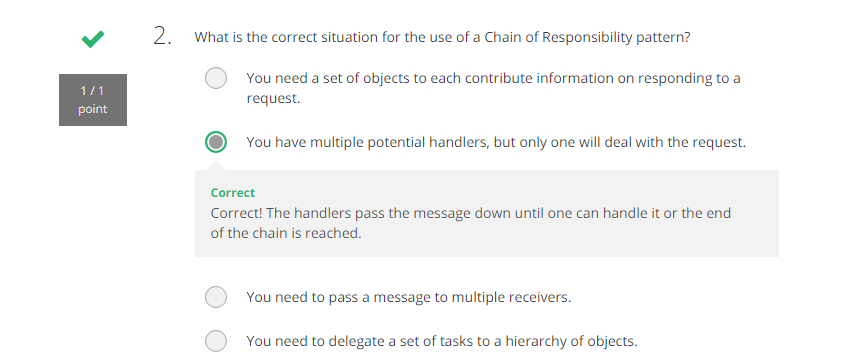 2. What is the correct situation for the use of a Chain of Responsibility pattern?
1 / 1
point
You need a set of objects to each contribute information on responding to a
request.
You have multiple potential handlers, but only one will deal with the request.
Correct
Correct! The handlers pass the message down until one can handle it or the end
of the chain is reached.
You need to pass a message to multiple receivers.
You need to delegate a set of tasks to a hierarchy of objects.